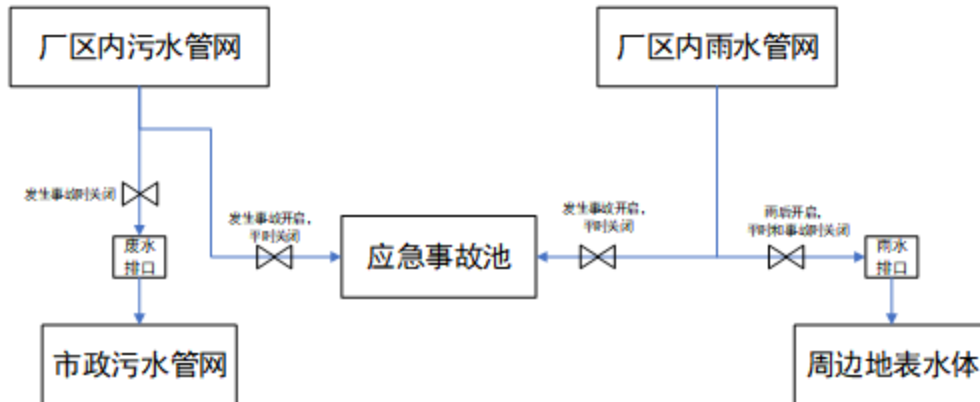 厂区内污水管网
厂区内雨水管网
发生事故时关闭
发生事故开启，
平时关闭
发生事故开启，
平时关闭
雨后开启，
平时和事故时关闭
废水
排口
应急事故池
雨水
排口
市政污水管网
周边地表水体